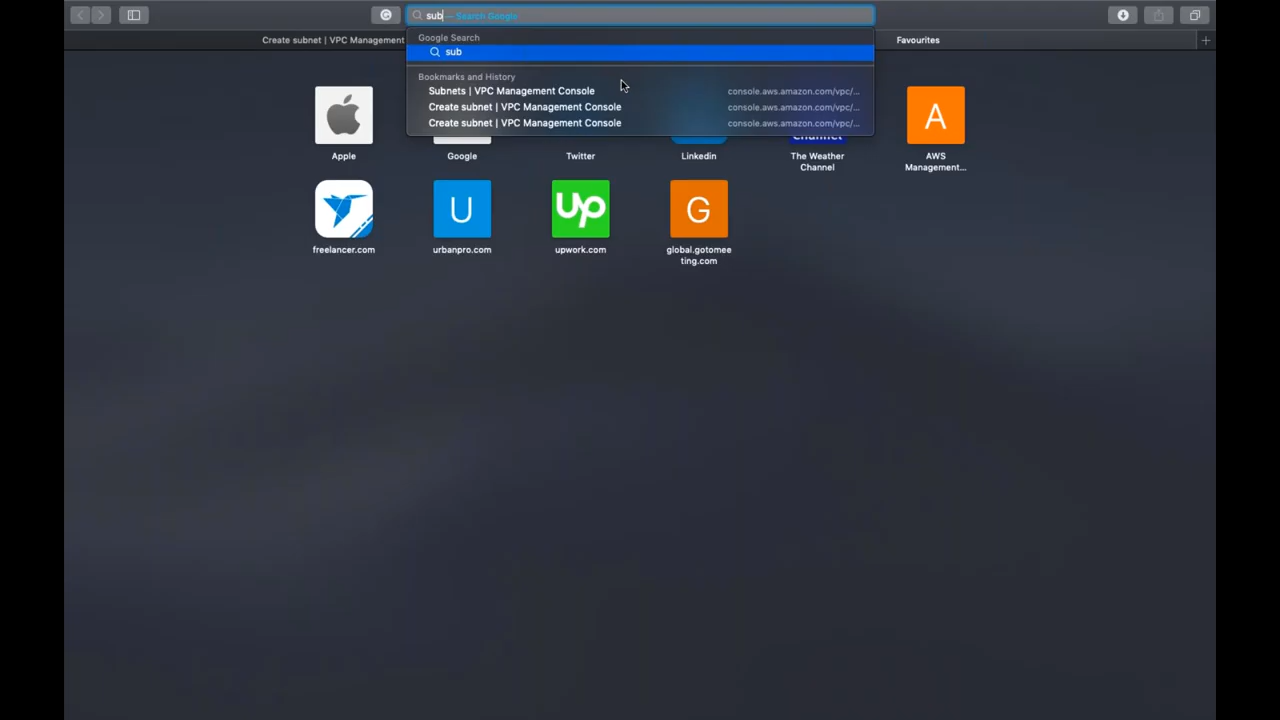 sub — Search Google
Create subnet | VPC Management
Favourites
Google Search
sub
Bookmarks and History
Subnets | VPC Management Console
console.aws.amazon.com/vpc/...
Create subnet | VPC Management Console
console.aws.amazon.com/vpc/...
Create subnet | VPC Management Console
console.aws.amazon.com/vpc/...
A
Channel
Apple
Google
Twitter
Linkedin
The Weather
Channel
AWS
Management...
U
Up
G
freelancer.com
urbanpro.com
upwork.com
global.gotomee
ting.com